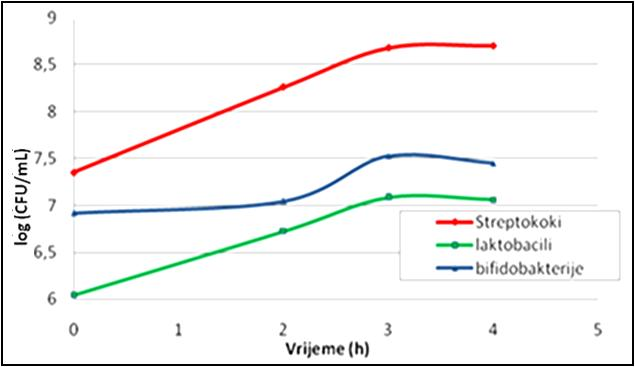 9
8,5
8
7,5
7
6,5
6
log (CFU/mL)
0 1 2 3 4 5
Vrijeme (h)
Streptokoki
laktobacili
bifidobakterije